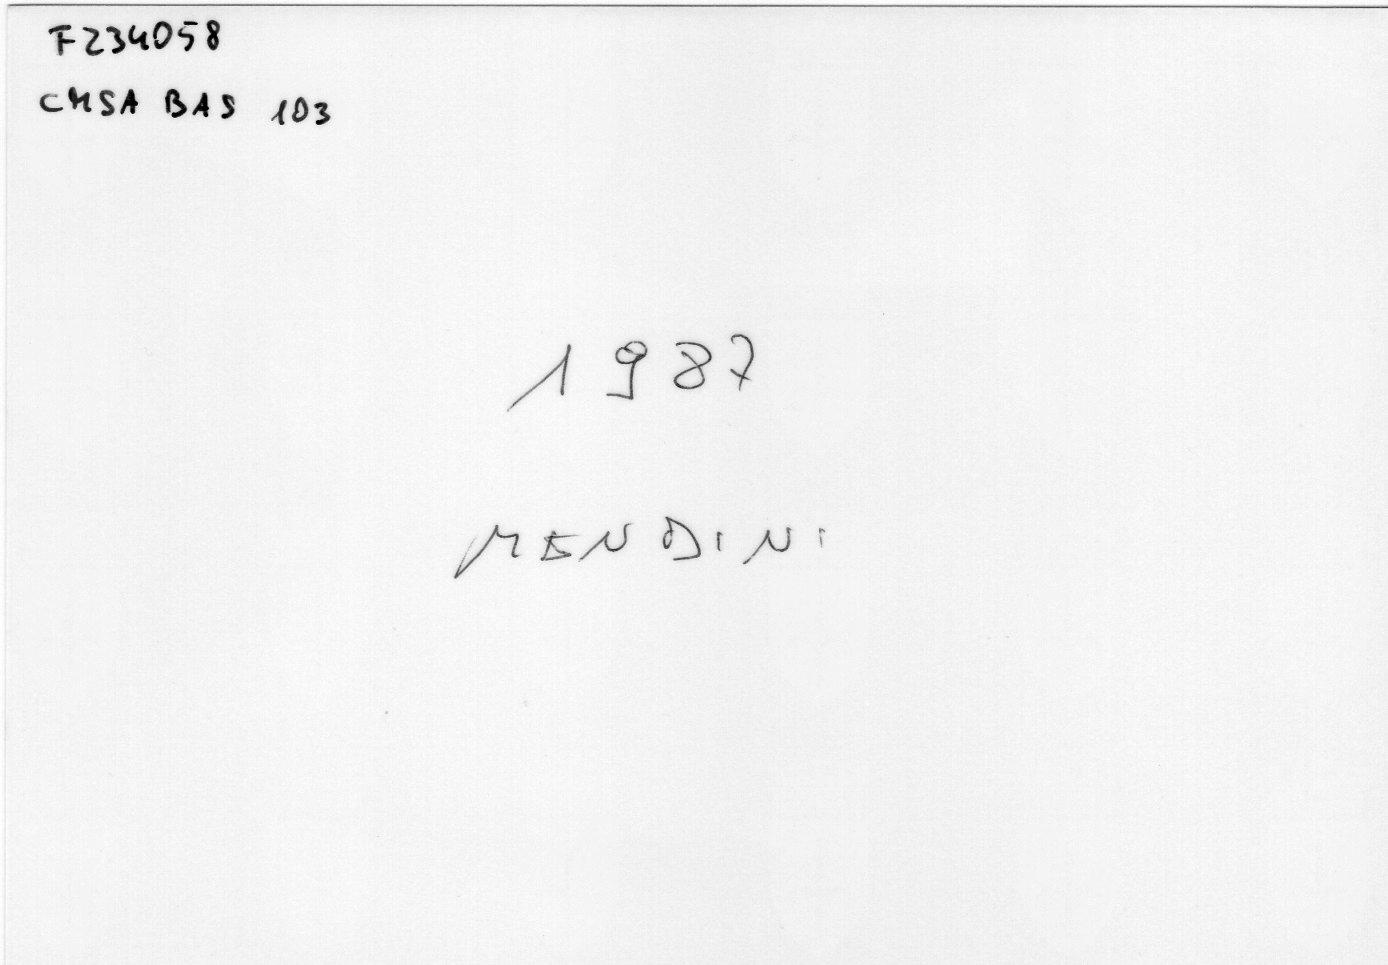 F234058
CMSA BAS 103
1987
MENDINI